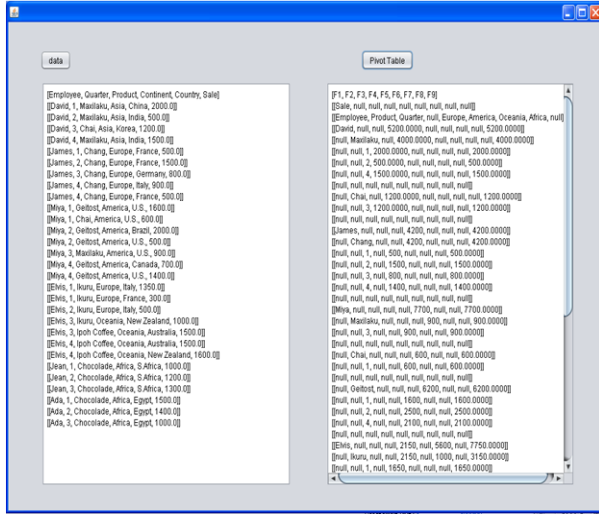 data
Pivot Table
[Employee, Quarter, Product, Continent, Country, Sale]
[[David, 1, Maxilaku, Asia, China, 2000.0]]
[[David, 2, Maxilaku, Asia, India, 500.0]]
[[David, 3, Chai, Asia, Korea, 1200.0]]
[[David, 4, Maxilaku, Asia, India, 1500.0]]
[[James, 1, Chang, Europe, France, 500.0]]
[[James, 2, Chang, Europe, France, 1500.0]]
[[James, 3, Chang, Europe, Germany, 800.0]]
[[James, 4, Chang, Europe, Italy, 900.0]]
[[James, 4, Chang, Europe, France, 500.0]]
[[Miya, 1, Geitost, America, U.S., 1600.0]]
[[Miya, 1, Chai, America, U.S., 600.0]]
[[Miya, 2, Geitost, America, Brazil, 2000.0]]
[[Miya, 2, Geitost, America, U.S., 500.0]]
[[Miya, 3, Maxilaku, America, U.S., 900.0]]
[[Miya, 4, Geitost, America, Canada, 700.0]]
[[Miya, 4, Geitost, America, U.S., 1400.0]]
[[Elvis, 1, Ikuru, Europe, Italy, 1350.0]]
[[Elvis, 1, Ikuru, Europe, France, 300.0]]
[[Elvis, 2, Ikuru, Europe, Italy, 500.0]]
[[Elvis, 3, Ikuru, Oceania, New Zealand, 1000.0]]
[[Elvis, 3, Ipoh Coffee, Oceania, Australia, 1500.0]]
[[Elvis, 4, Ipoh Coffee, Oceania, Australia, 1500.0]]
[[Elvis, 4, Ipoh Coffee, Oceania, New Zealand, 1600.0]]
[[Jean, 1, Chocolade, Africa, S.Africa, 1000.0]]
[[Jean, 2, Chocolade, Africa, S.Africa, 1200.0]]
[[Jean, 3, Chocolade, Africa, S.Africa, 1300.0]]
[[Ada, 1, Chocolade, Africa, Egypt, 1500.0]]
[[Ada, 2, Chocolade, Africa, Egypt, 1400.0]]
[[Ada, 3, Chocolade, Africa, Egypt, 1000.0]]
[F1, F2, F3, F4, F5, F6, F7, F8, F9]
[[Sale, null, null, null, null, null, null, null, null]]
[[Employee, Product, Quarter, null, Europe, America, Oceania, Africa, null]
[[David, null, null, 5200.0000, null, null, null, null, 5200.0000]]
[[null, Maxilaku, null, 4000.0000, null, null, null, null, 4000.0000]]
[[null, null, 1, 2000.0000, null, null, null, null, 2000.0000]]
[[null, null, 2, 500.0000, null, null, null, null, 500.0000]]
[[null, null, 4, 1500.0000, null, null, null, null, 1500.0000]]
[[null, null, null, null, null, null, null, null, null]]
[[null, Chai, null, 1200.0000, null, null, null, null, 1200.0000]]
[[null, null, 3, 1200.0000, null, null, null, null, 1200.0000]]
[[null, null, null, null, null, null, null, null, null]]
[[James, null, null, null, 4200, null, null, null, 4200.0000]]
[[null, Chang, null, null, 4200, null, null, null, 4200.0000]]
[[null, null, 1, null, 500, null, null, null, 500.0000]]
[[null, null, 2, null, 1500, null, null, null, 1500.0000]]
[[null, null, 3, null, 800, null, null, null, 800.0000]]
[[null, null, 4, null, 1400, null, null, null, 1400.0000]]
[[null, null, null, null, null, null, null, null, null]]
[[Miya, null, null, null, null, 7700, null, null, 7700.0000]]
[[null, Maxilaku, null, null, null, 900, null, null, 900.0000]]
[[null, null, 3, null, null, 900, null, null, 900.0000]]
[[null, null, null, null, null, null, null, null, null]]
[[null, Chai, null, null, null, 600, null, null, 600.0000]]
[[null, null, 1, null, null, 600, null, null, 600.0000]]
[[null, null, null, null, null, null, null, null, null]]
[[null, Geitost, null, null, null, 6200, null, null, 6200.0000]]
[[null, null, 1, null, null, 1600, null, null, 1600.0000]]
[[null, null, 2, null, null, 2500, null, null, 2500.0000]]
[[null, null, 4, null, null, 2100, null, null, 2100.0000]]
[[null, null, null, null, null, null, null, null, null]]
[[Elvis, null, null, null, 2150, null, 5600, null, 7750.0000]]
[[null, Ikuru, null, null, 2150, null, 1000, null, 3150.0000]]
[[null, null, 1, null, 1650, null, null, null, 1650.0000]]